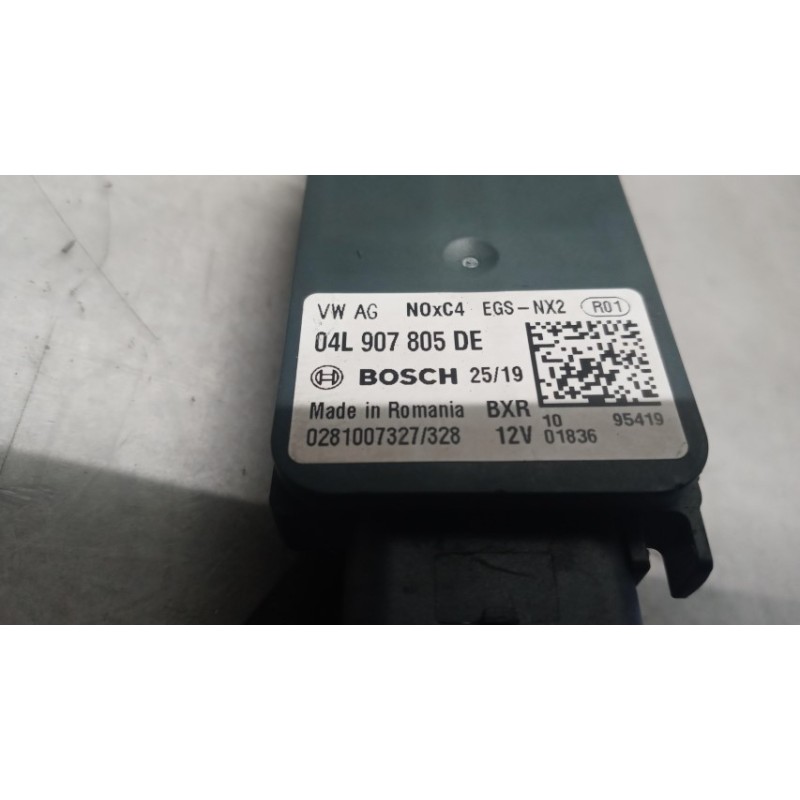 VW AG NOxC4 EGS-NX2 R01
04L 907 805 DE
BOSCH 25/19
Made in Romania BXR 10 95419
0281007327/328 12V 01836